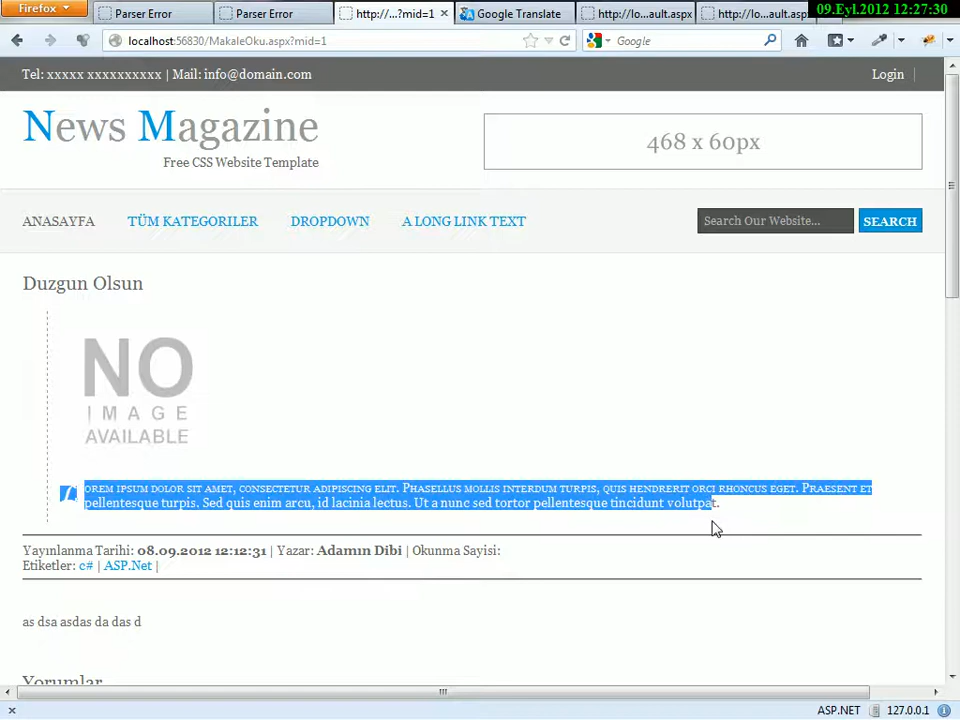 Firefox
Parser Error
Parser Error
http://...?mid=1
Google Translate
http://lo...ault.aspx
http://lo...ault.asp
09.Eyl.2012 12:27:30
localhost:56830/MakaleOku.aspx?mid=1
Google
Tel: xxxxx xxxxxxxxxx | Mail: info@domain.com
Login
News Magazine
Free CSS Website Template
468 x 60px
ANASAYFA
TÜM KATEGORILER
DROPDOWN
A LONG LINK TEXT
Search Our Website...
SEARCH
Duzgun Olsun
NO
IMAGE
AVAILABLE
Lorem ipsum dolor sit amet, consectetur adipiscing elit. Phasellus mollis interdum turpis, quis hendrerit orci rhoncus eget. Praesent et
pellentesque turpis. Sed quis enim arcu, id lacinia lectus. Ut a nunc sed tortor pellentesque tincidunt volutpat.
Yayınlanma Tarihi: 08.09.2012 12:12:31 | Yazar: Adamın Dibi | Okunma Sayisi:
Etiketler: c# | ASP.Net |
as dsa asdas da das d
Yorumlar
ASP.NET
127.0.0.1